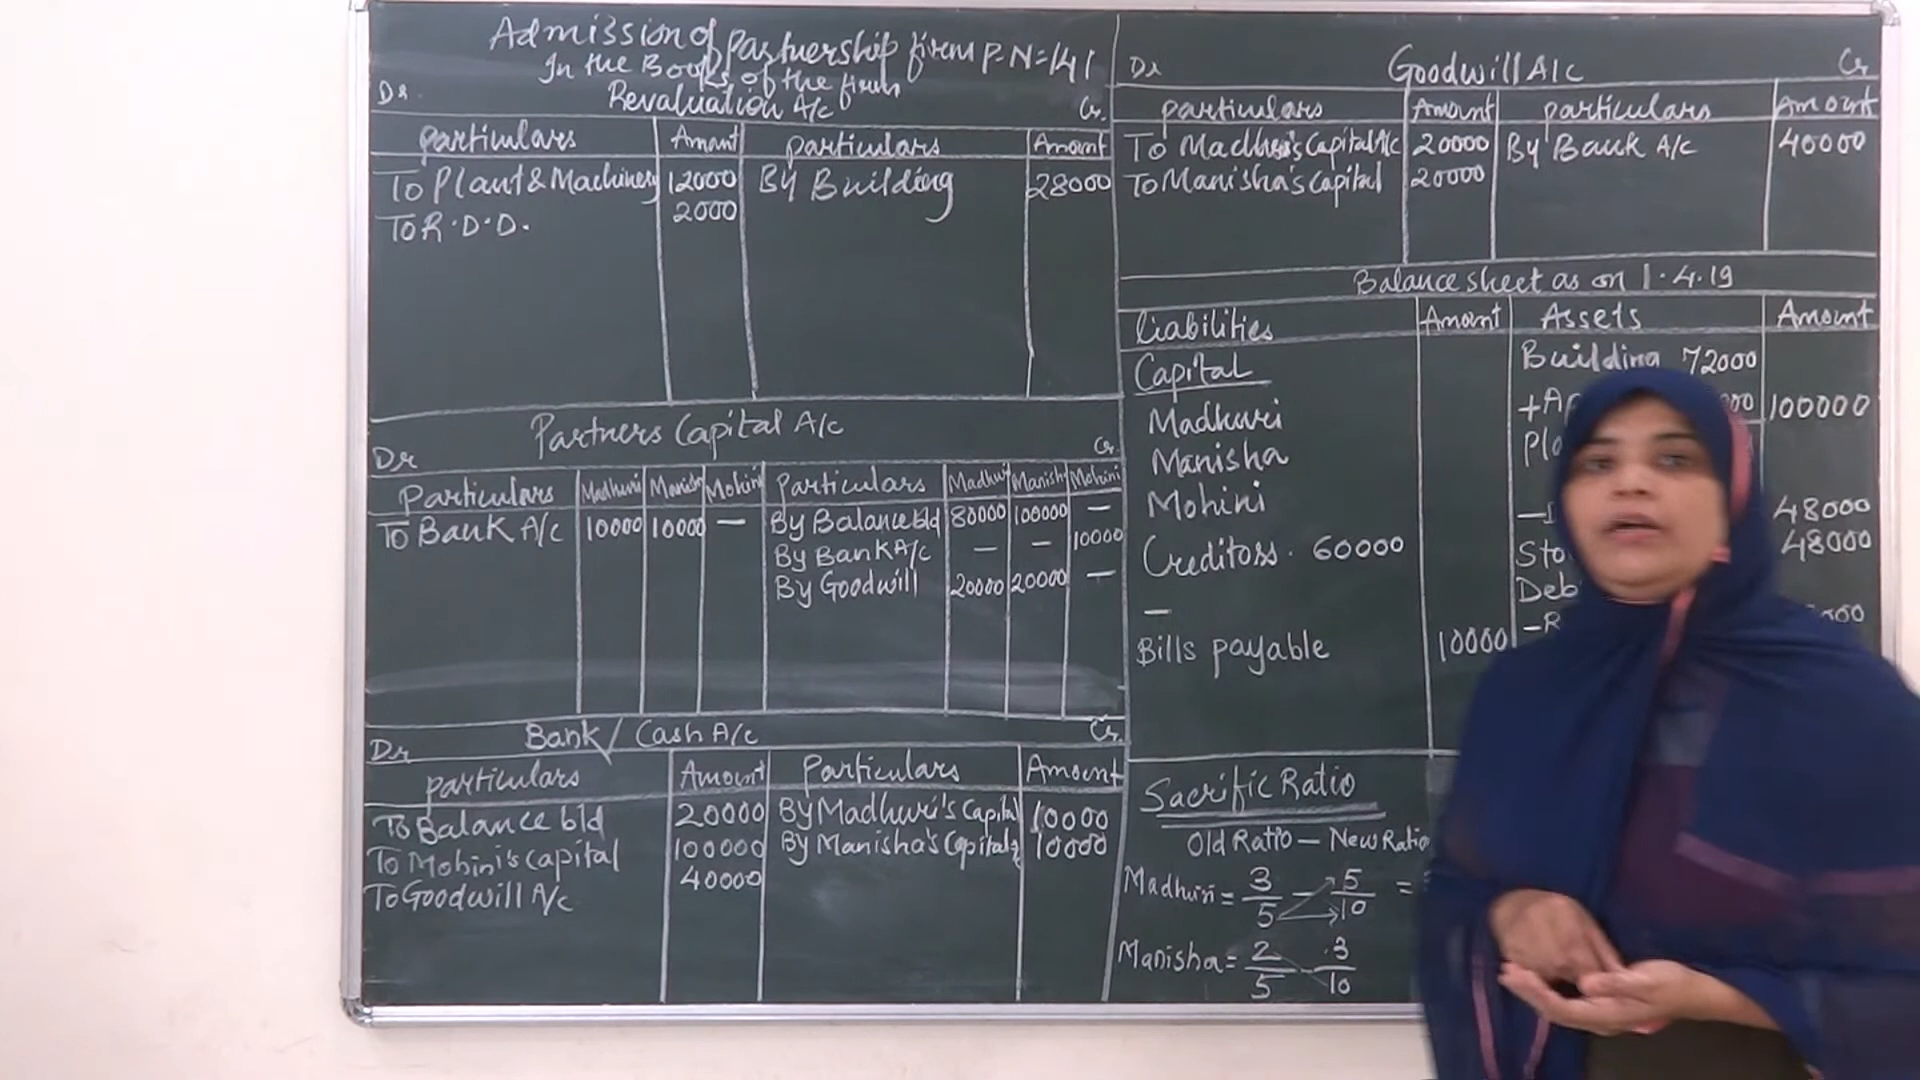 Admission of Partnership firm P-N=141
In the Books of the firm
Dr. Revaluation A/c Cr.
particulars Amount particulars Amount
To Plant & Machinery 12000 By Building 28000
To R.D.D. 2000
Partners Capital A/c
Dr Cr.
Particulars Madhuri Manisha Mohini Particulars Madhuri Manisha Mohini
To Bank A/c 10000 10000 — By Balance b/d 80000 100000 —
By Bank A/c — — 10000
By Goodwill 20000 20000 —
Dr Bank/Cash A/c Cr.
particulars Amount Particulars Amount
To Balance b/d 20000 By Madhuri's Capital 10000
To Mohini's Capital 100000 By Manisha's Capital 10000
To Goodwill A/c 40000
Dr Goodwill A/c Cr
particulars Amount particulars Amount
To Madhuri's Capital A/c 20000 By Bank A/c 40000
To Manisha's Capital 20000
Balance sheet as on 1.4.19
Liabilities Amount Assets Amount
Capital Building 72000
Madhuri 100000
Manisha
Mohini 48000
Creditors. 60000 48000
—
Bills payable 10000
Sacrific Ratio
Old Ratio — New Ratio
Madhuri = 3/5 — 5/10 =
Manisha = 2/5 - 3/10